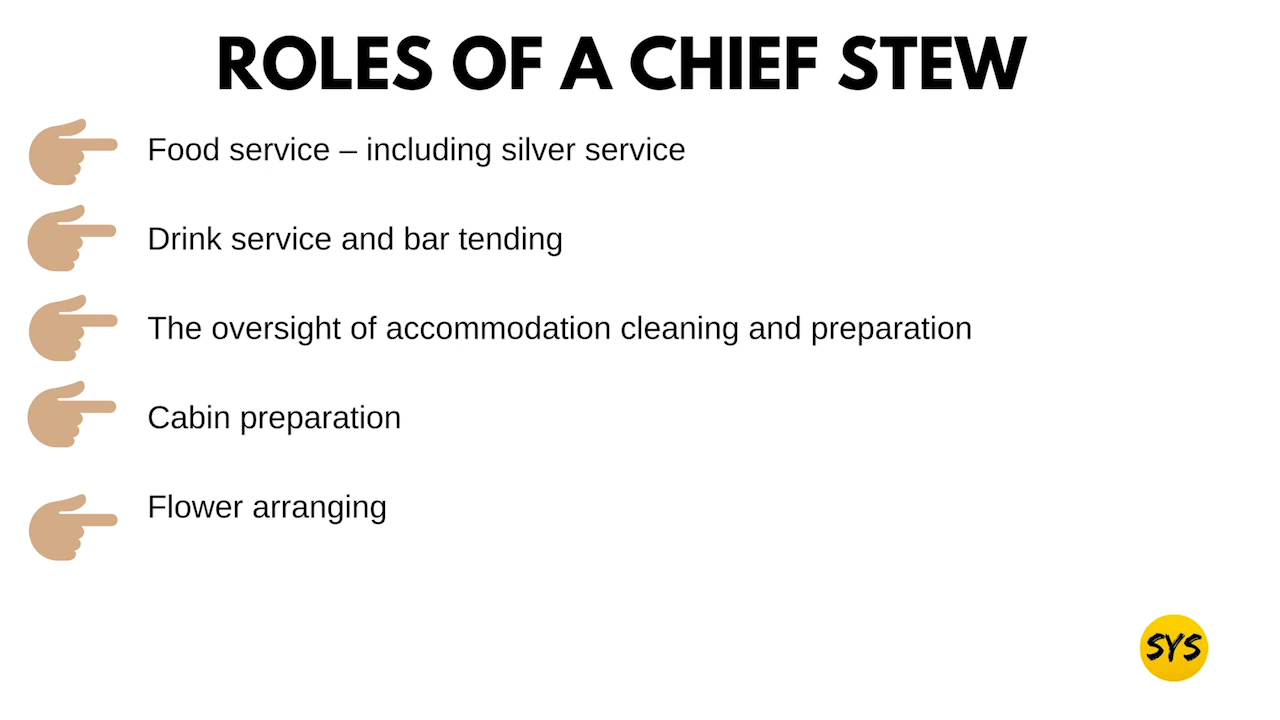 ROLES OF A CHIEF STEW
Food service – including silver service
Drink service and bar tending
The oversight of accommodation cleaning and preparation
Cabin preparation
Flower arranging
SYS